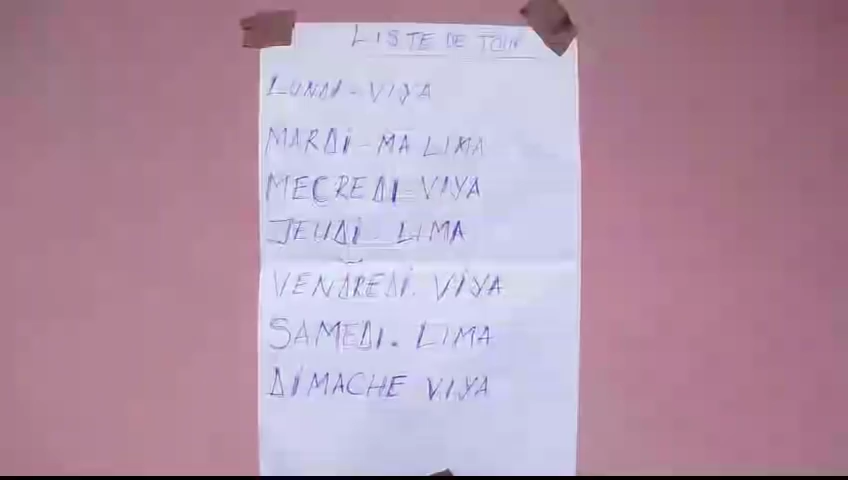 LISTE DE TOUR
LUNDI - VIYA
MARDI - MA LIMA
MECREDI - VIYA
JEUDI - LIMA
VENDREDI. VIYA
SAMEDI. LIMA
DIMACHE VIYA